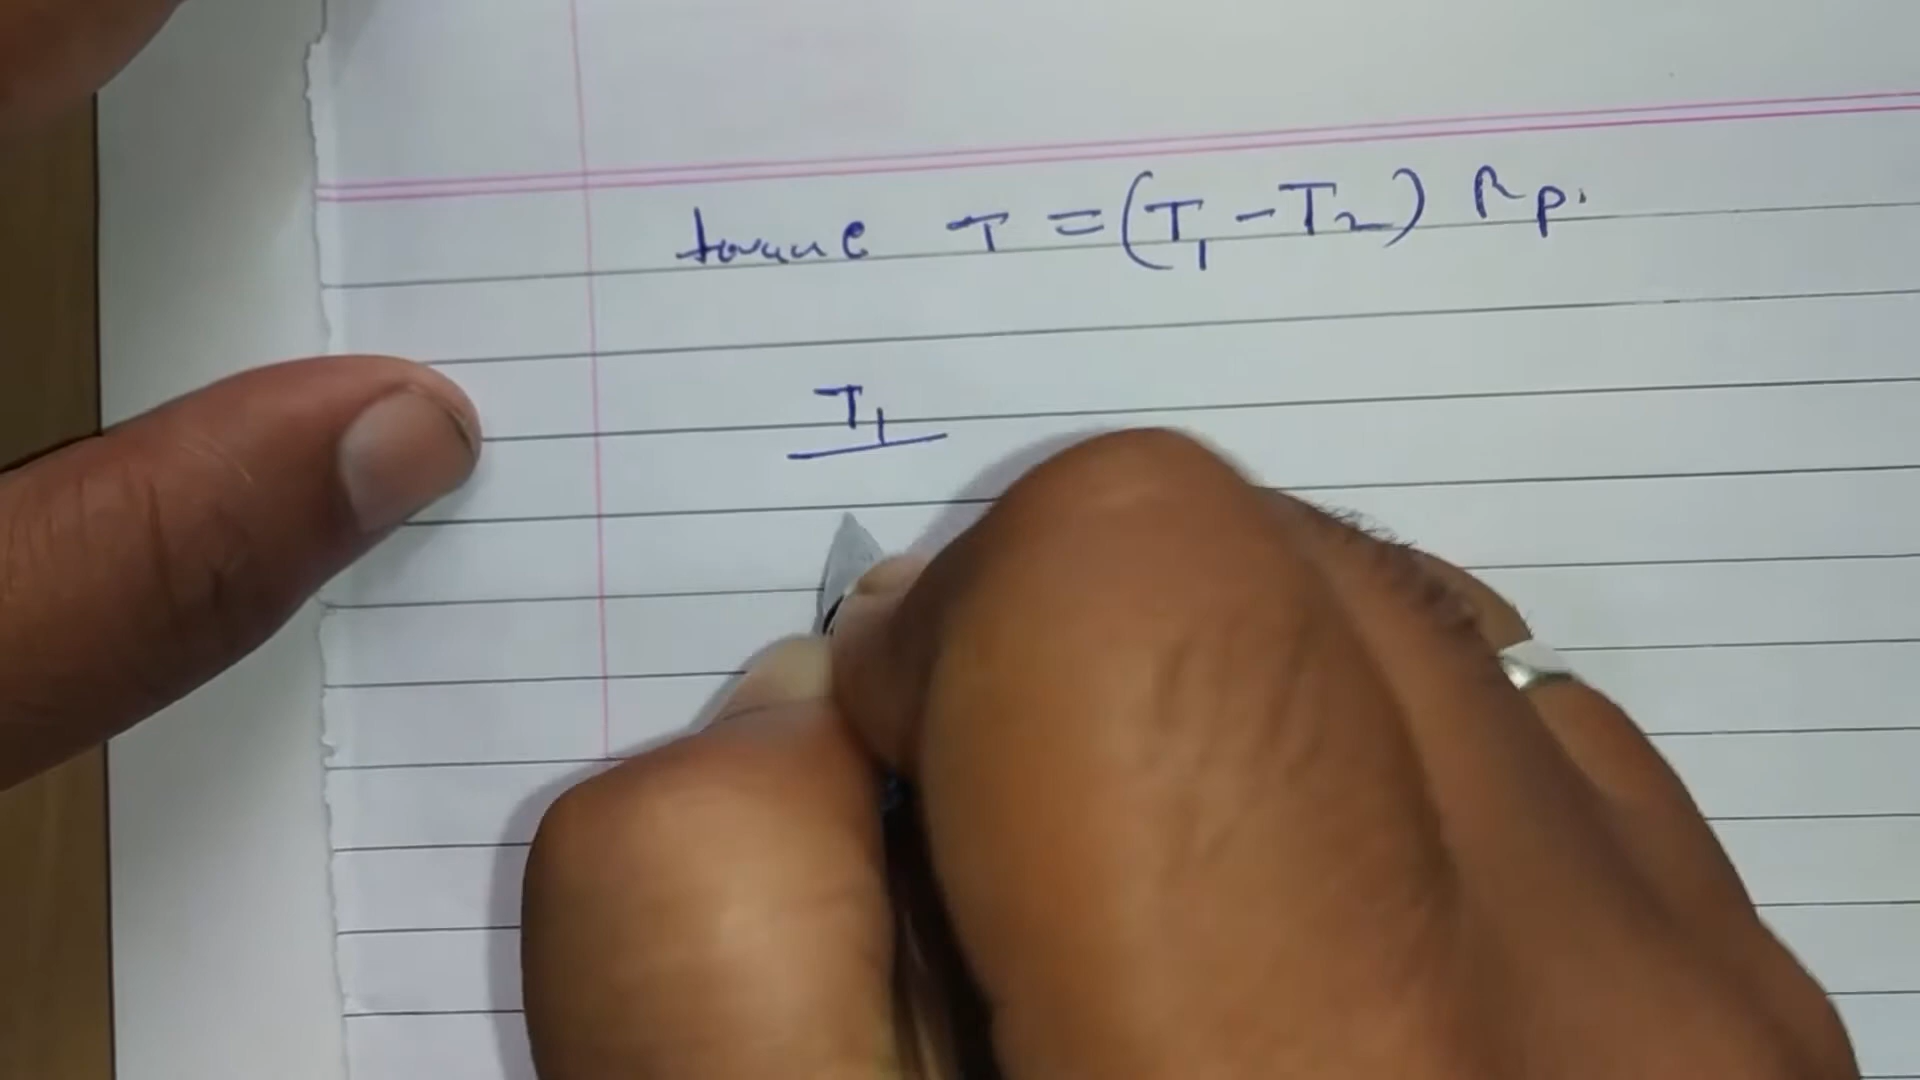 torque T = (T₁ - T₂) Rp.
T₁